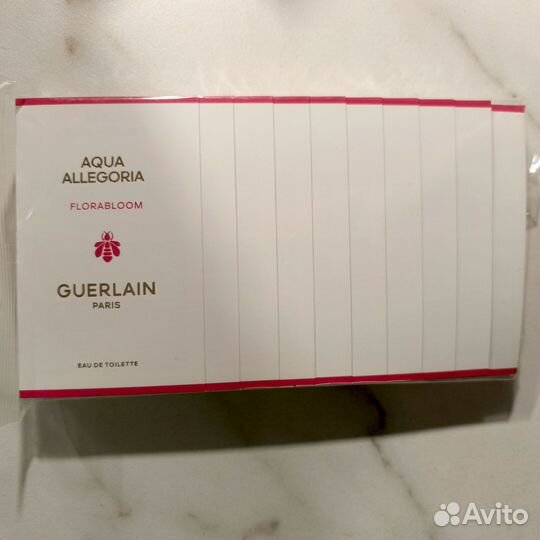 AQUA
ALLEGORIA
FLORABLOOM
GUERLAIN
PARIS
EAU DE TOILETTE
Avito